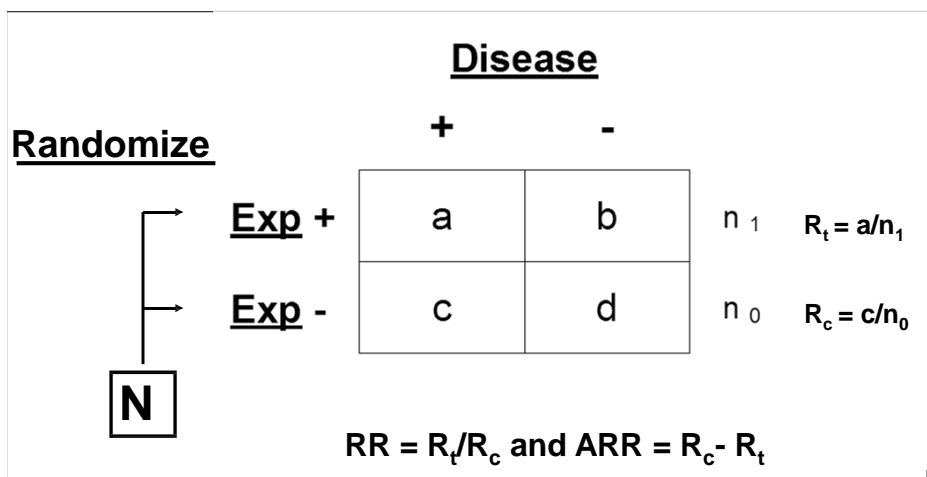 Disease
+ -
Randomize
Exp + a b n 1 Rt = a/n1
Exp - c d n 0 Rc = c/n0
N
RR = Rt/Rc and ARR = Rc- Rt